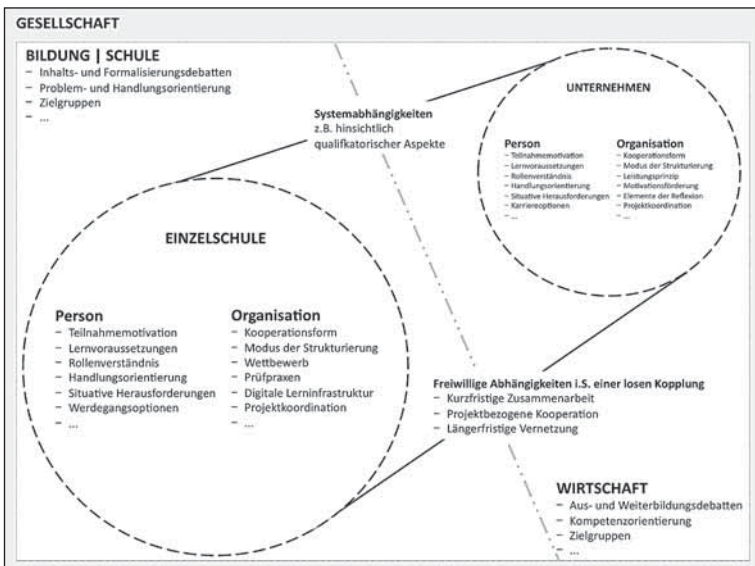 GESELLSCHAFT
BILDUNG | SCHULE
– Inhalts- und Formalisierungsdebatten
– Problem- und Handlungsorientierung
– Zielgruppen
– ...
Systemabhängigkeiten
z.B. hinsichtlich
qualifkatorischer Aspekte
UNTERNEHMEN
Person
– Teilnahmemotivation
– Lernvoraussetzungen
– Rollenverständnis
– Handlungsorientierung
– Situative Herausforderungen
– Karriereoptionen
– ...
Organisation
– Kooperationsform
– Modus der Strukturierung
– Leistungsprinzip
– Motivationsförderung
– Elemente der Reflexion
– Projektkoordination
– ...
EINZELSCHULE
Person
– Teilnahmemotivation
– Lernvoraussetzungen
– Rollenverständnis
– Handlungsorientierung
– Situative Herausforderungen
– Werdegangsoptionen
– ...
Organisation
– Kooperationsform
– Modus der Strukturierung
– Wettbewerb
– Prüfpraxen
– Digitale Lerninfrastruktur
– Projektkoordination
– ...
Freiwillige Abhängigkeiten i.S. einer losen Kopplung
– Kurzfristige Zusammenarbeit
– Projektbezogene Kooperation
– Längerfristige Vernetzung
WIRTSCHAFT
– Aus- und Weiterbildungsdebatten
– Kompetenzorientierung
– Zielgruppen
– ...